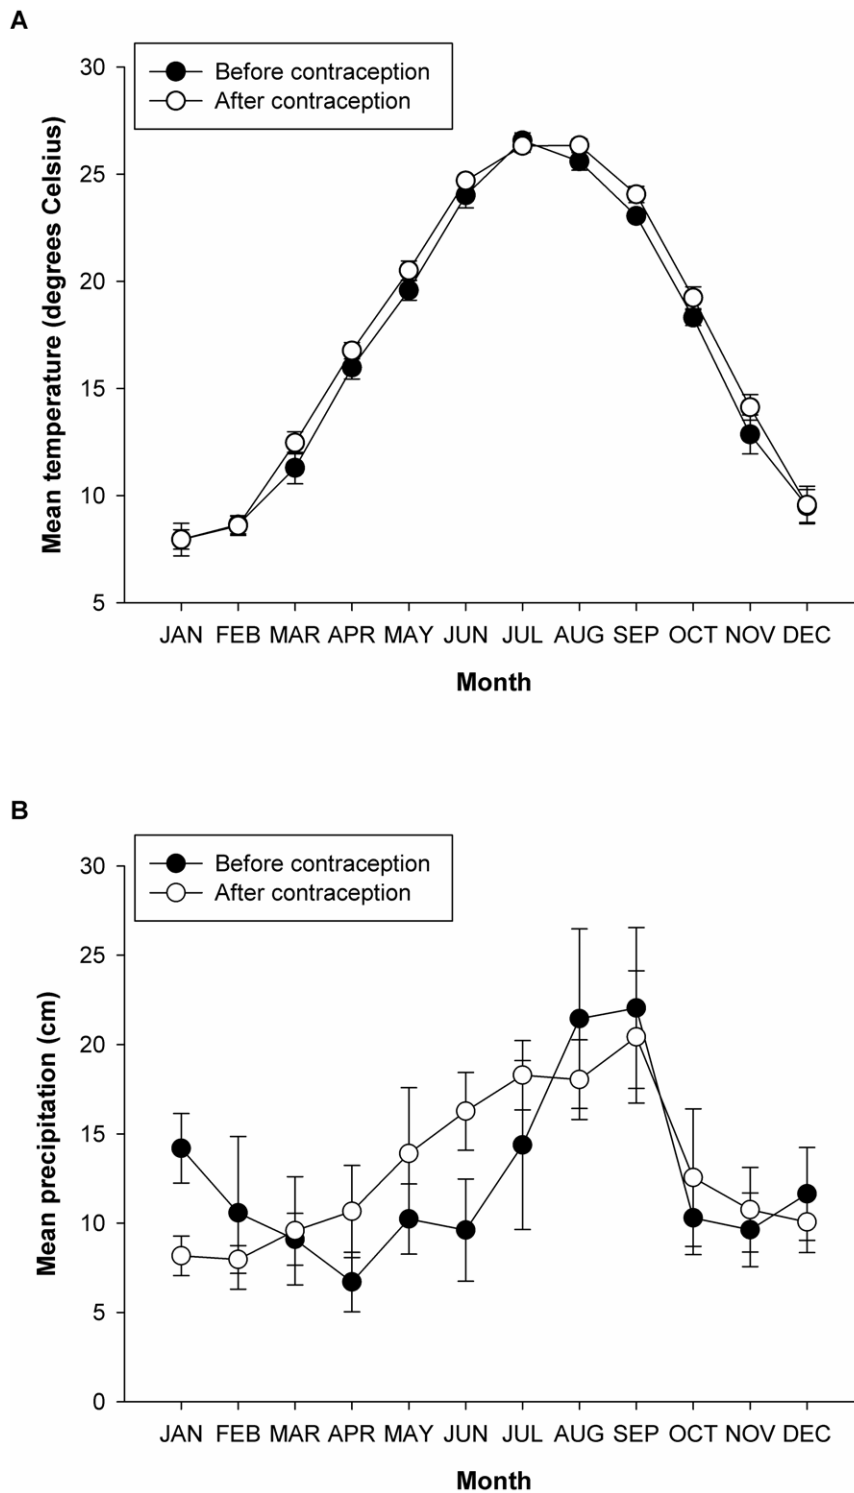 A
Before contraception
After contraception
30
25
20
15
10
5
Mean temperature (degrees Celsius)
JAN FEB MAR APR MAY JUN JUL AUG SEP OCT NOV DEC
Month
B
Before contraception
After contraception
30
25
20
15
10
5
0
Mean precipitation (cm)
JAN FEB MAR APR MAY JUN JUL AUG SEP OCT NOV DEC
Month